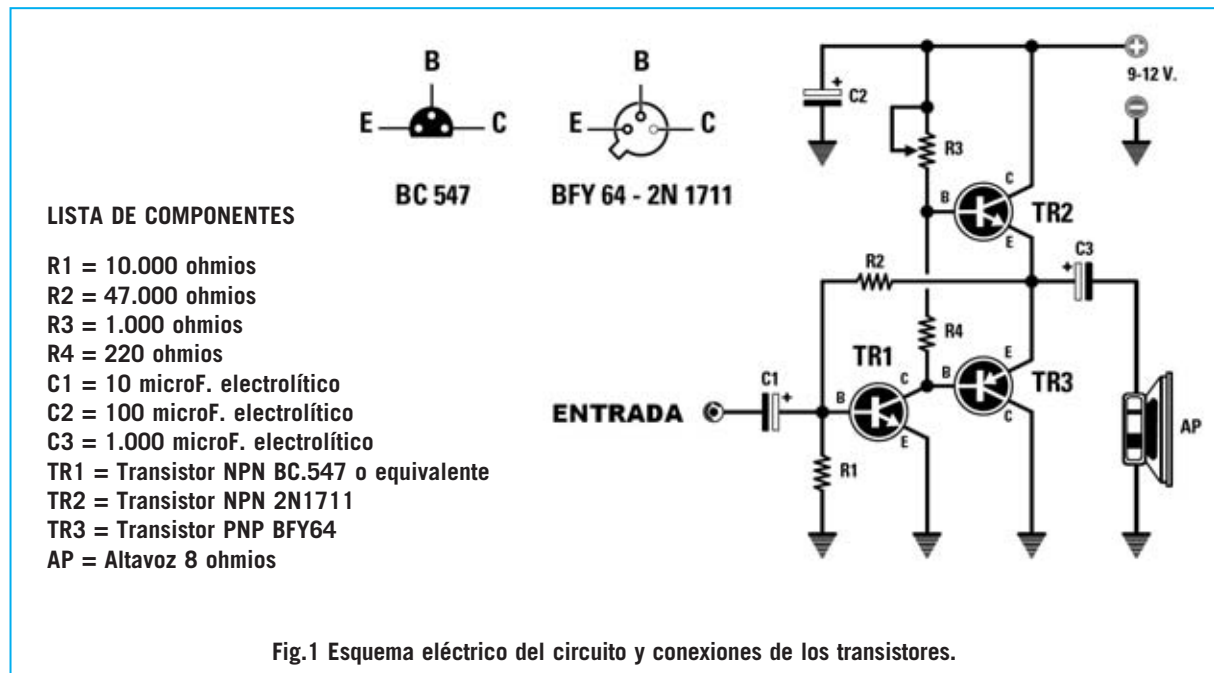 B
E
C
BC 547
B
E
C
BFY 64 - 2N 1711
LISTA DE COMPONENTES
R1 = 10.000 ohmios
R2 = 47.000 ohmios
R3 = 1.000 ohmios
R4 = 220 ohmios
C1 = 10 microF. electrolítico
C2 = 100 microF. electrolítico
C3 = 1.000 microF. electrolítico
TR1 = Transistor NPN BC.547 o equivalente
TR2 = Transistor NPN 2N1711
TR3 = Transistor PNP BFY64
AP = Altavoz 8 ohmios
+
9-12 V.
+
C2
R3
C
B
TR2
E
C3
+
R2
R4
TR1
E
C
B
TR3
C1
+
B
C
ENTRADA
E
AP
R1
Fig.1 Esquema eléctrico del circuito y conexiones de los transistores.